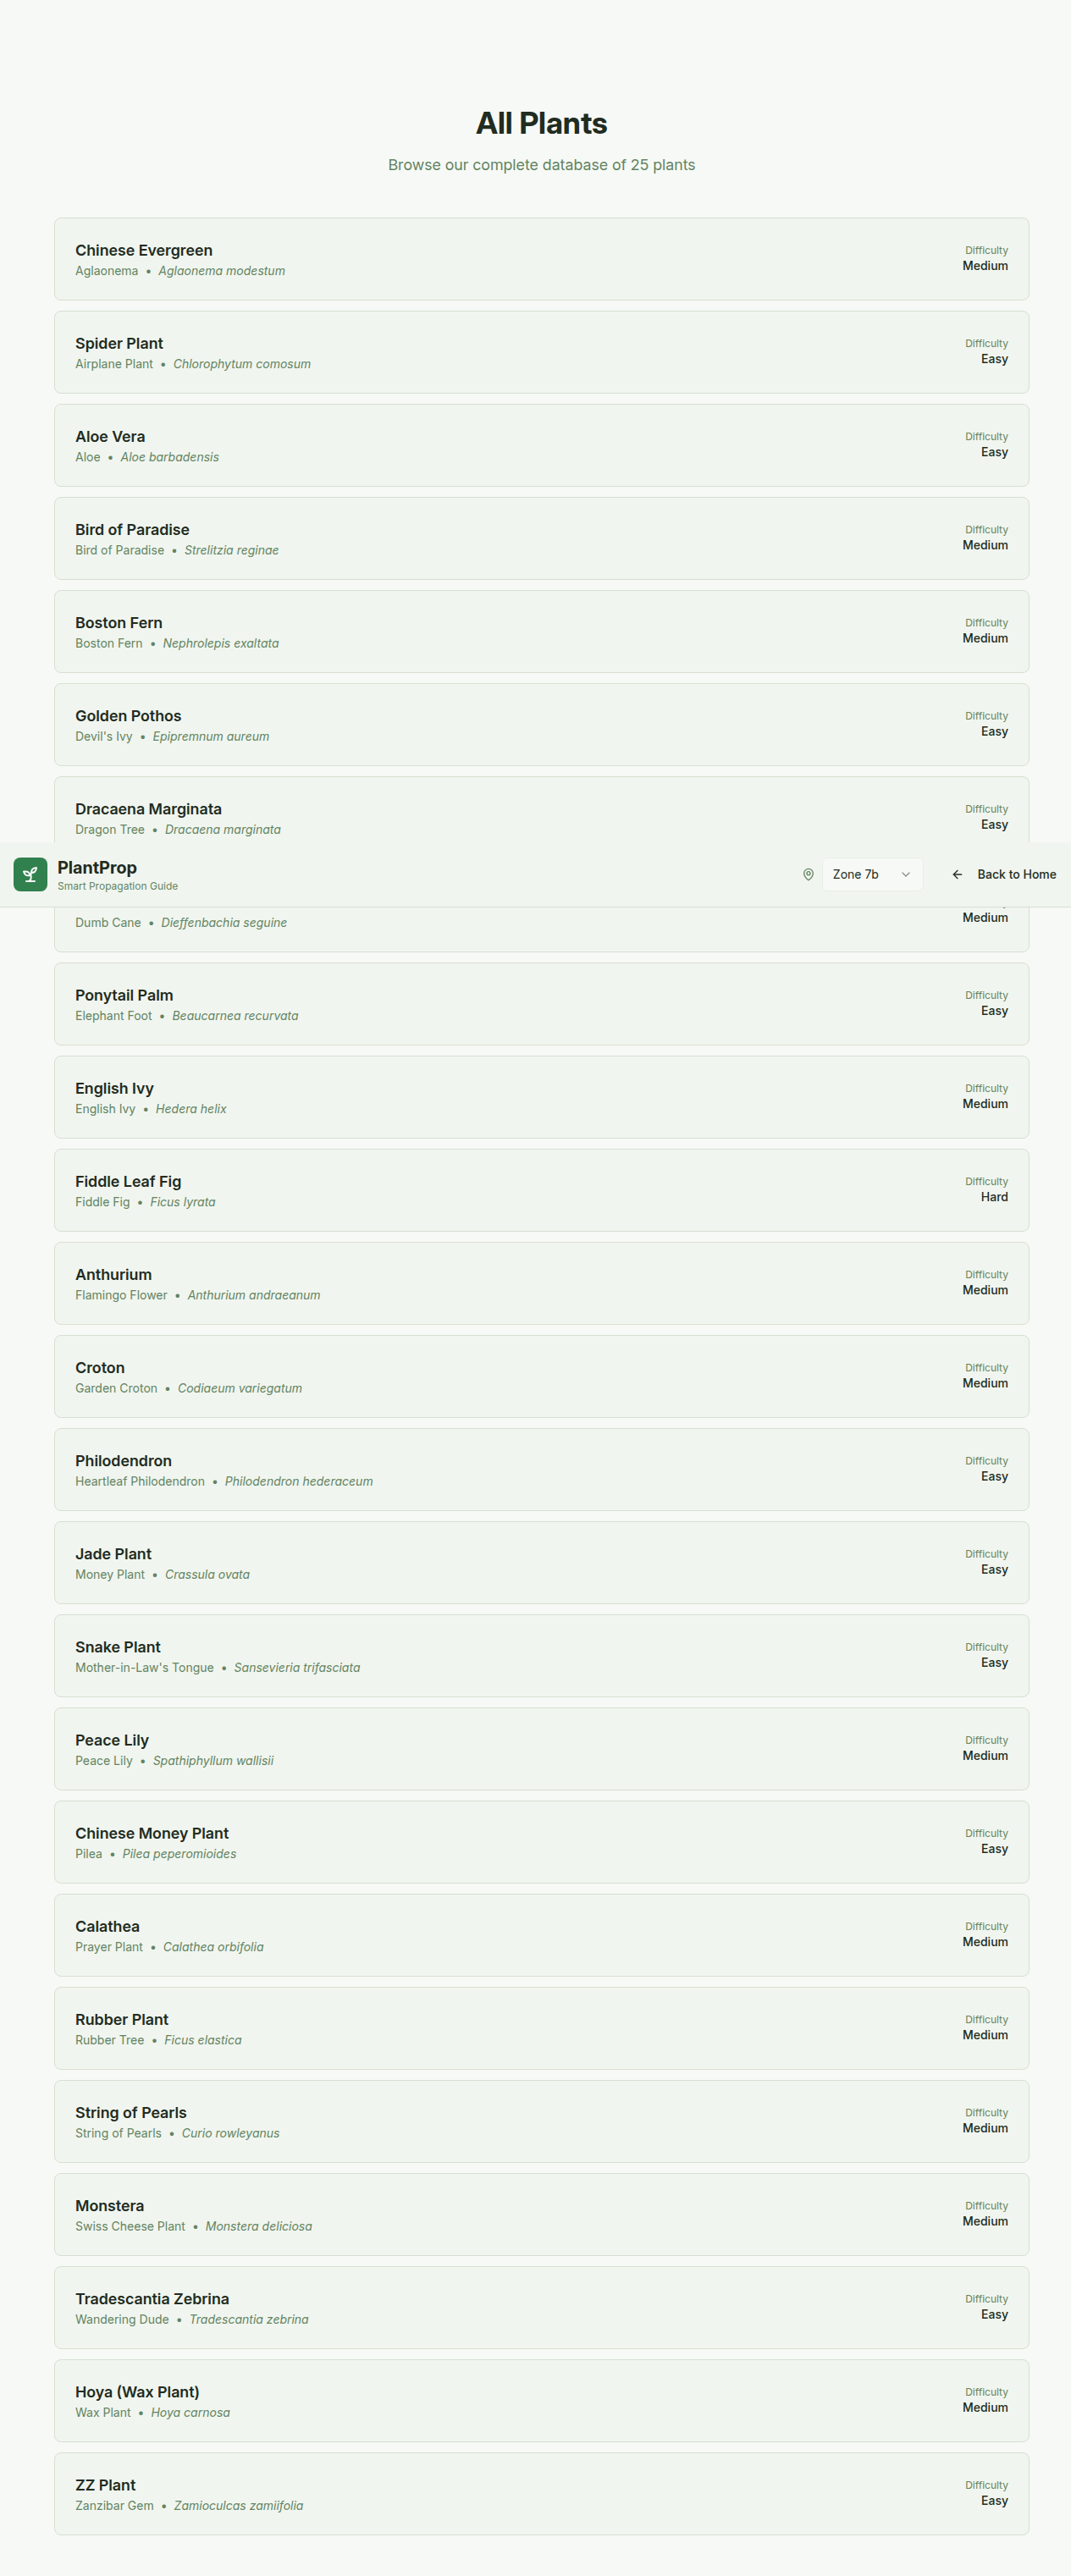 All Plants
Browse our complete database of 25 plants
Chinese Evergreen
Aglaonema • Aglaonema modestum
Difficulty
Medium
Spider Plant
Airplane Plant • Chlorophytum comosum
Difficulty
Easy
Aloe Vera
Aloe • Aloe barbadensis
Difficulty
Easy
Bird of Paradise
Bird of Paradise • Strelitzia reginae
Difficulty
Medium
Boston Fern
Boston Fern • Nephrolepis exaltata
Difficulty
Medium
Golden Pothos
Devil's Ivy • Epipremnum aureum
Difficulty
Easy
Dracaena Marginata
Dragon Tree • Dracaena marginata
Difficulty
Easy
PlantProp
Smart Propagation Guide
Zone 7b
Back to Home
Dumb Cane • Dieffenbachia seguine
Medium
Ponytail Palm
Elephant Foot • Beaucarnea recurvata
Difficulty
Easy
English Ivy
English Ivy • Hedera helix
Difficulty
Medium
Fiddle Leaf Fig
Fiddle Fig • Ficus lyrata
Difficulty
Hard
Anthurium
Flamingo Flower • Anthurium andraeanum
Difficulty
Medium
Croton
Garden Croton • Codiaeum variegatum
Difficulty
Medium
Philodendron
Heartleaf Philodendron • Philodendron hederaceum
Difficulty
Easy
Jade Plant
Money Plant • Crassula ovata
Difficulty
Easy
Snake Plant
Mother-in-Law's Tongue • Sansevieria trifasciata
Difficulty
Easy
Peace Lily
Peace Lily • Spathiphyllum wallisii
Difficulty
Medium
Chinese Money Plant
Pilea • Pilea peperomioides
Difficulty
Easy
Calathea
Prayer Plant • Calathea orbifolia
Difficulty
Medium
Rubber Plant
Rubber Tree • Ficus elastica
Difficulty
Medium
String of Pearls
String of Pearls • Curio rowleyanus
Difficulty
Medium
Monstera
Swiss Cheese Plant • Monstera deliciosa
Difficulty
Medium
Tradescantia Zebrina
Wandering Dude • Tradescantia zebrina
Difficulty
Easy
Hoya (Wax Plant)
Wax Plant • Hoya carnosa
Difficulty
Medium
ZZ Plant
Zanzibar Gem • Zamioculcas zamiifolia
Difficulty
Easy